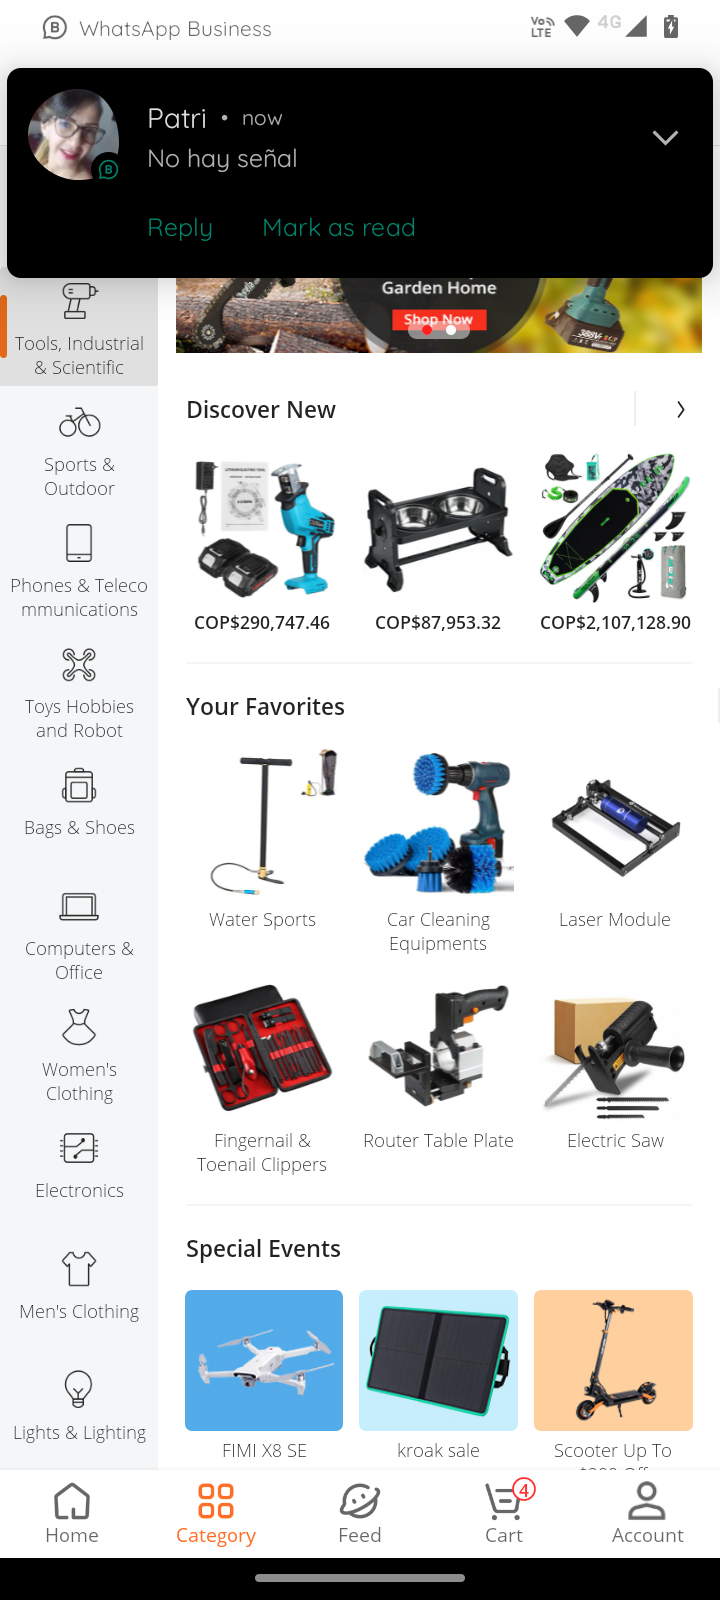 WhatsApp Business
Vo LTE
4G
Patri • now
No hay señal
Reply
Mark as read
Garden Home
Shop Now
Tools, Industrial
& Scientific
Sports &
Outdoor
Phones & Teleco
mmunications
Toys Hobbies
and Robot
Bags & Shoes
Computers &
Office
Women's
Clothing
Electronics
Men's Clothing
Lights & Lighting
Discover New
COP$290,747.46
COP$87,953.32
COP$2,107,128.90
Your Favorites
Water Sports
Car Cleaning
Equipments
Laser Module
Fingernail &
Toenail Clippers
Router Table Plate
Electric Saw
Special Events
FIMI X8 SE
kroak sale
Scooter Up To
Home
Category
Feed
4
Cart
Account